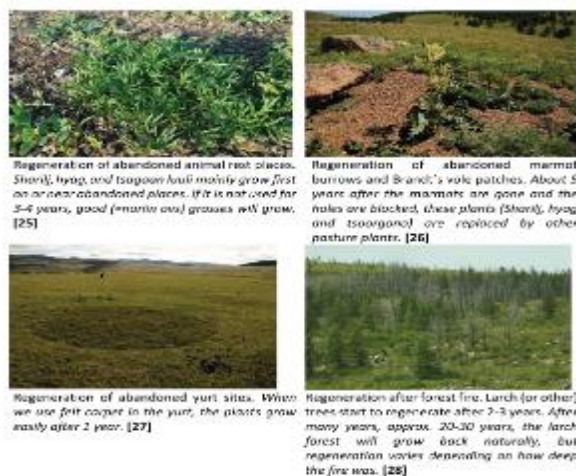 Regeneration of abandoned animal rest places.
Sharilj, hyag, and tsagaan luuli mainly grow first
on or near abandoned places. If it is not used for
3-4 years, good (=noriin ous) grasses will grow.
[25]
Regeneration of abandoned marmot
burrows and Brandt's vole patches. About 5
years after the marmots are gone and the
holes are blocked, these plants (Sharilj, hyag
and tsoorgono) are replaced by other
pasture plants. [26]
Regeneration of abandoned yurt sites. When
we use felt carpet in the yurt, the plants grow
easily after 1 year. [27]
Regeneration after forest fire. Larch (or other)
trees start to regenerate after 2-3 years. After
many years, approx. 20-30 years, the larch
forest will grow back naturally, but
regeneration varies depending on how deep
the fire was. [28]